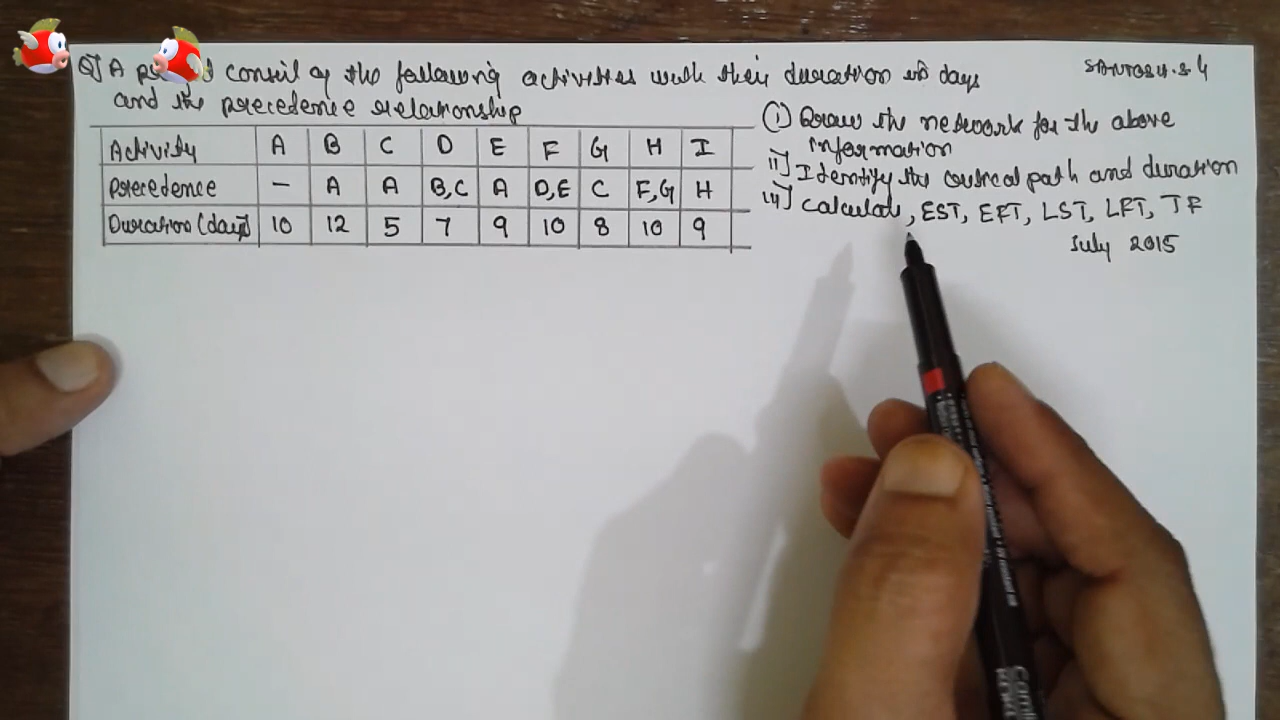 Q] A consist of the following activities with their duration in days
and the precedence relationship
Activity A B C D E F G H I
Precedence — A A B,C A D,E C F,G H
Duration (days) 10 12 5 7 9 10 8 10 9
SANTOSH.S.Y
(i) Draw the network for the above
information
ii] Identify the critical path and duration
iii] Calculate, EST, EFT, LST, LFT, TF
July 2015